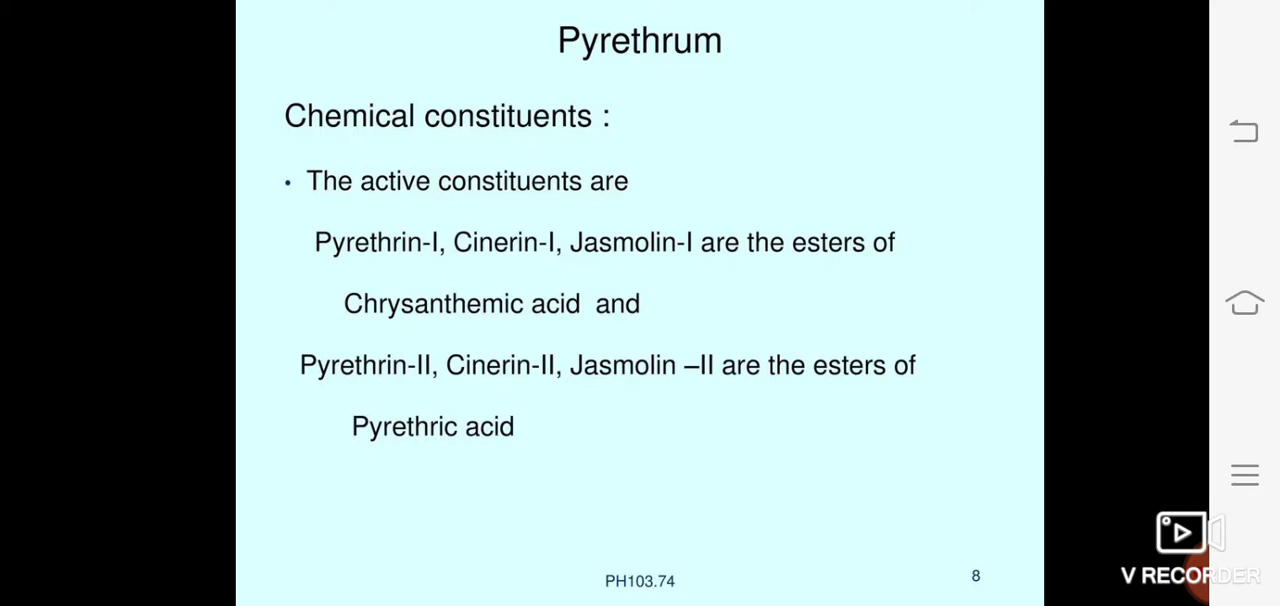 Pyrethrum
Chemical constituents :
• The active constituents are
Pyrethrin-I, Cinerin-I, Jasmolin-I are the esters of
Chrysanthemic acid  and
Pyrethrin-II, Cinerin-II, Jasmolin –II are the esters of
Pyrethric acid
PH103.74
8
V RECORDER